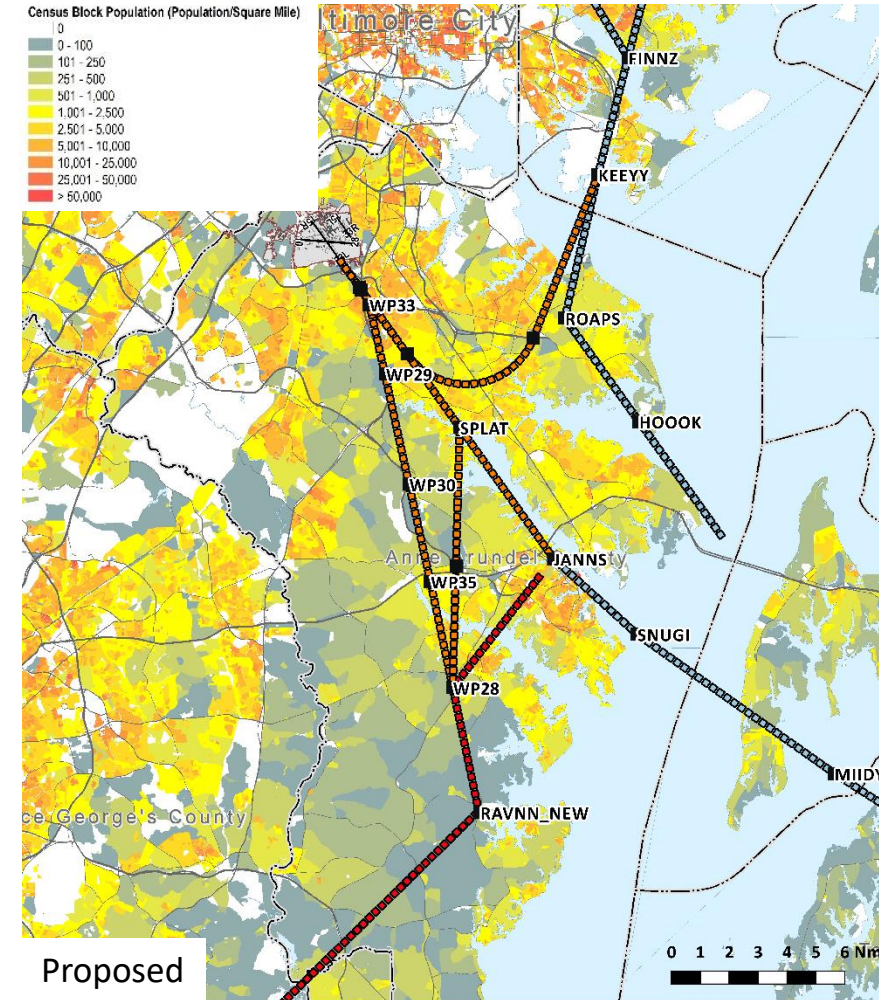 Census Block Population (Population/Square Mile)
0
0 - 100
101 - 250
251 - 500
501 - 1,000
1,001 - 2,500
2,501 - 5,000
5,001 - 10,000
10,001 - 25,000
25,001 - 50,000
> 50,000
ltimore City
FINNZ
KEEYY
WP33
ROAPS
WP29
HOOOK
SPLAT
WP30
Anne Arundel County
JANNS
WP35
SNUGI
WP28
MIIDY
RAVNN_NEW
ce George's County
0 1 2 3 4 5 6 Nm
Proposed